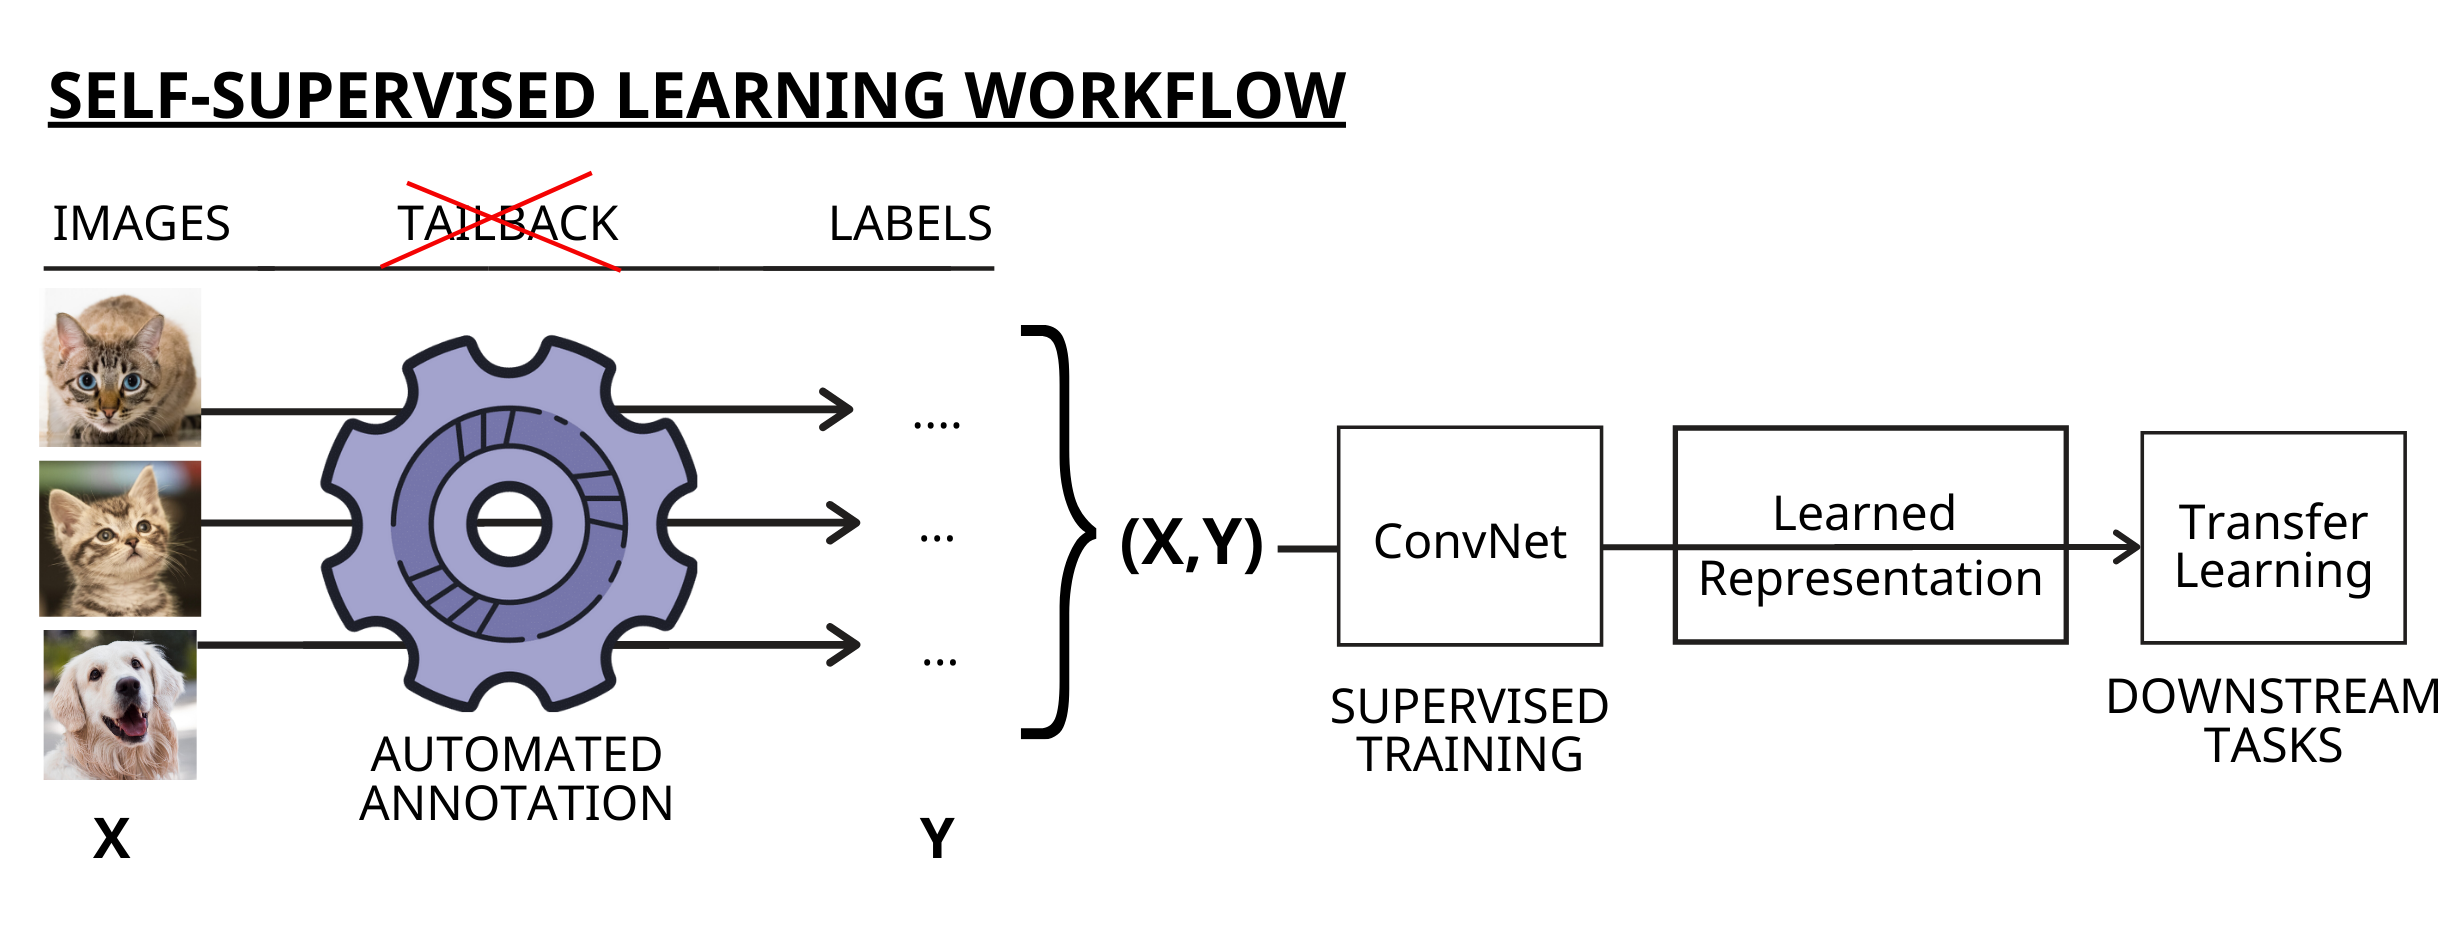 SELF-SUPERVISED LEARNING WORKFLOW
IMAGES TAILBACK LABELS
....
...
...
(X,Y)
ConvNet
Learned
Representation
Transfer
Learning
SUPERVISED
TRAINING
DOWNSTREAM
TASKS
AUTOMATED
ANNOTATION
X Y